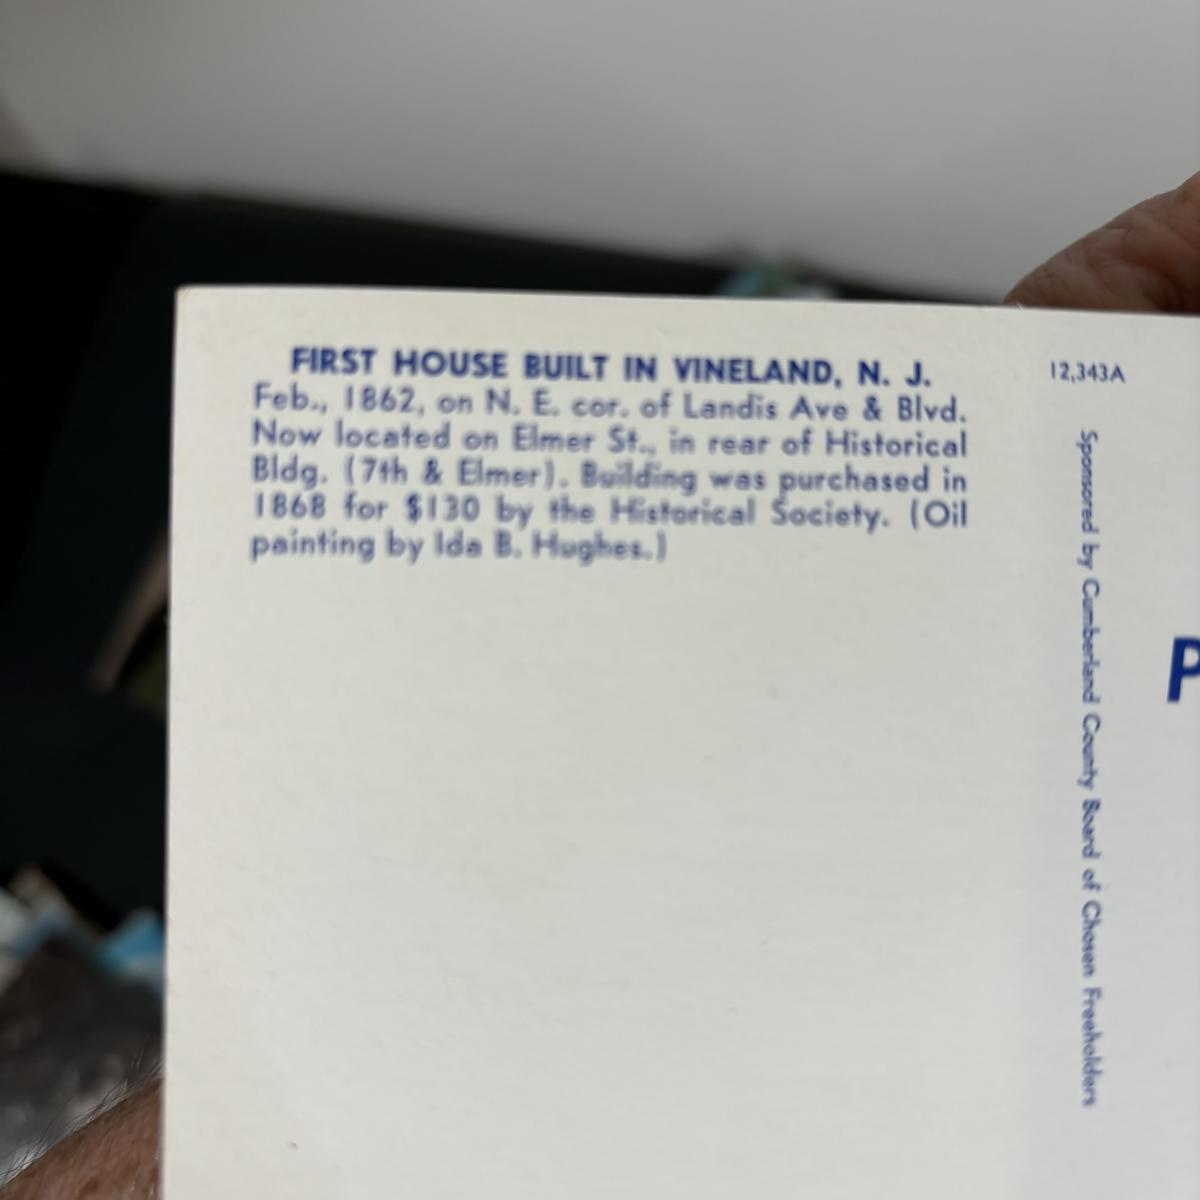 FIRST HOUSE BUILT IN VINELAND, N. J.
Feb., 1862, on N. E. cor. of Landis Ave & Blvd.
Now located on Elmer St., in rear of Historical
Bldg. (7th & Elmer). Building was purchased in
1868 for $130 by the Historical Society. (Oil
painting by Ida B. Hughes.)
12,343A
Sponsored by Cumberland County Board of Chosen Freeholders
P